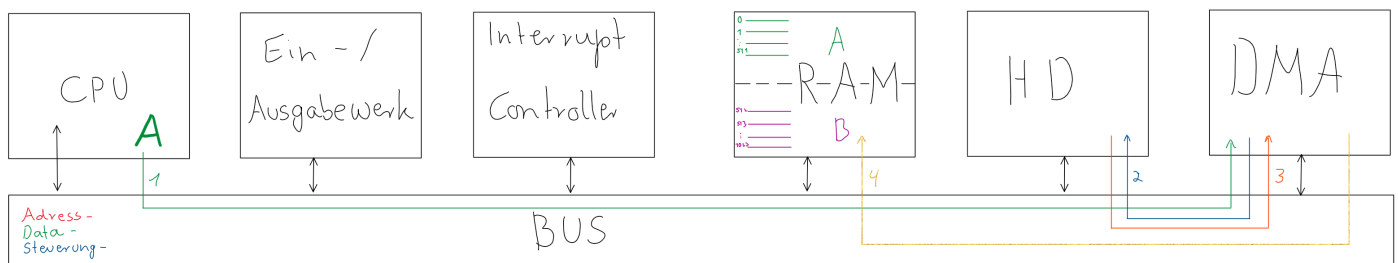 CPU
A
Ein-/
Ausgabewerk
Interrupt
Controller
0
1
:
511
A
RAM
512
513
:
1023
B
HD
DMA
1
4
2
3
Adress-
Data-
Steuerung-
BUS